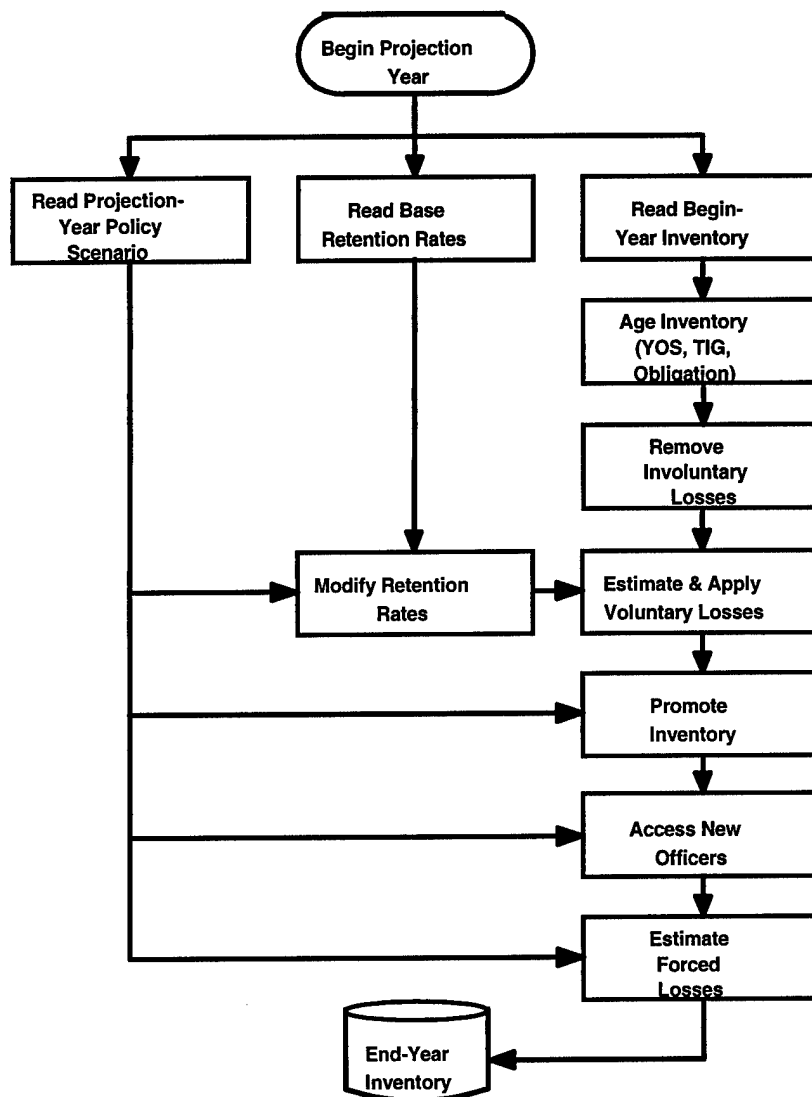 Begin Projection
Year
Read Projection-
Year Policy
Scenario
Read Base
Retention Rates
Read Begin-
Year Inventory
Age Inventory
(YOS, TIG,
Obligation)
Remove
Involuntary
Losses
Modify Retention
Rates
Estimate & Apply
Voluntary Losses
Promote
Inventory
Access New
Officers
Estimate
Forced
Losses
End-Year
Inventory